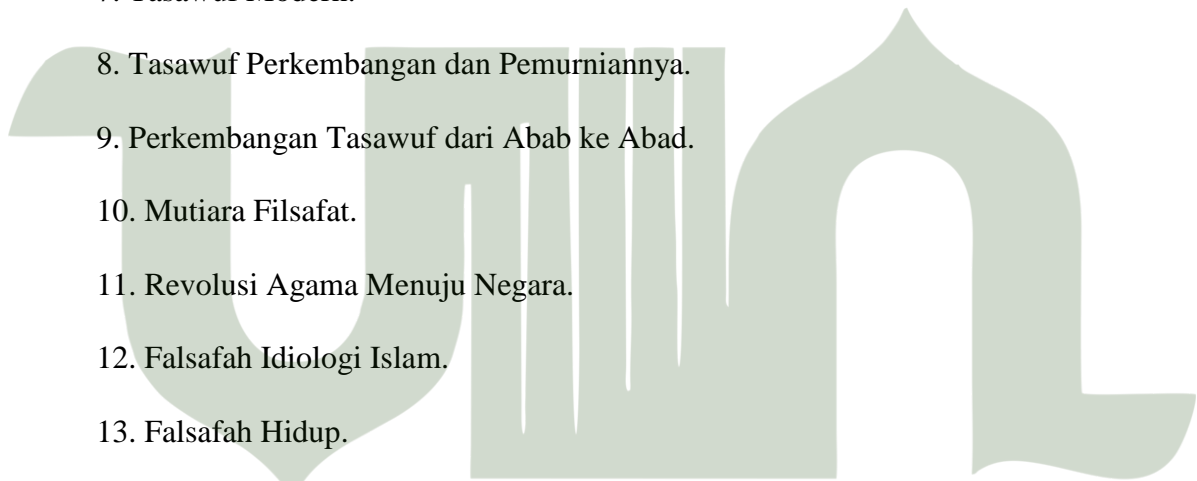 8. Tasawuf Perkembangan dan Pemurniannya.
9. Perkembangan Tasawuf dari Abab ke Abad.
10. Mutiara Filsafat.
11. Revolusi Agama Menuju Negara.
12. Falsafah Idiologi Islam.
13. Falsafah Hidup.